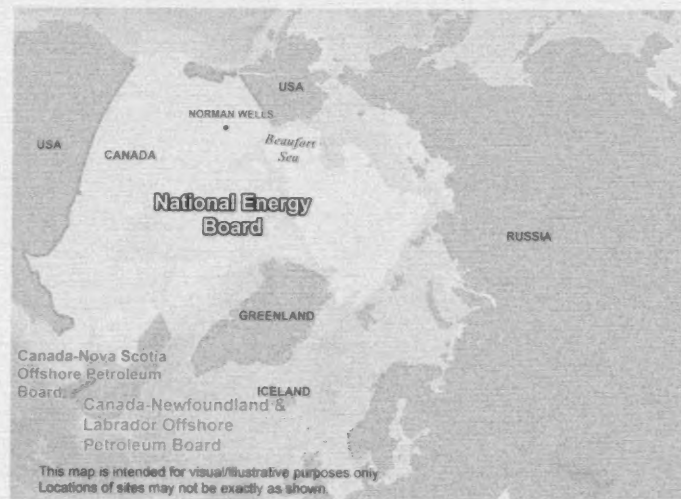 USA
NORMAN WELLS
USA
Beaufort
Sea
CANADA
National Energy
Board
RUSSIA
GREENLAND
Canada-Nova Scotia
Offshore Petroleum
Board
ICELAND
Canada-Newfoundland &
Labrador Offshore
Petroleum Board
This map is intended for visual/illustrative purposes only
Locations of sites may not be exactly as shown.